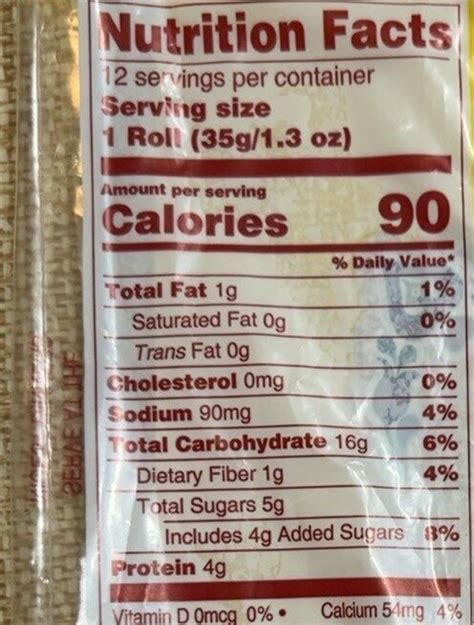 Nutrition Facts
12 servings per container
Serving size
1 Roll (35g/1.3 oz)
Amount per serving
Calories 90
% Daily Value*
Total Fat 1g 1%
Saturated Fat 0g 0%
Trans Fat 0g
Cholesterol 0mg 0%
Sodium 90mg 4%
Total Carbohydrate 16g 6%
Dietary Fiber 1g 4%
Total Sugars 5g
Includes 4g Added Sugars 8%
Protein 4g
Vitamin D 0mcg 0% • Calcium 54mg 4%